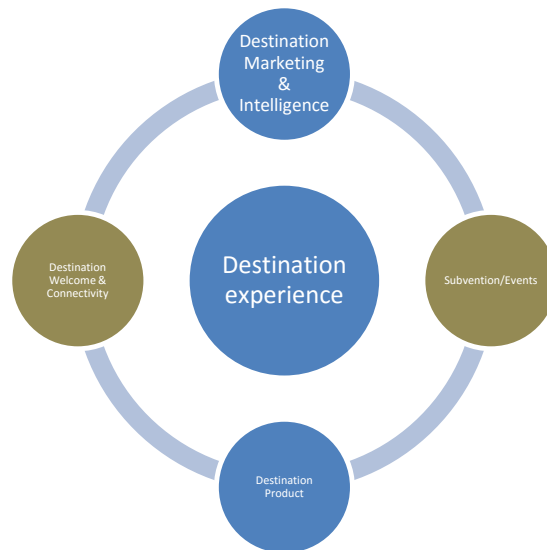 Destination
Marketing
&
Intelligence
Destination
Welcome &
Connectivity
Destination
experience
Subvention/Events
Destination
Product